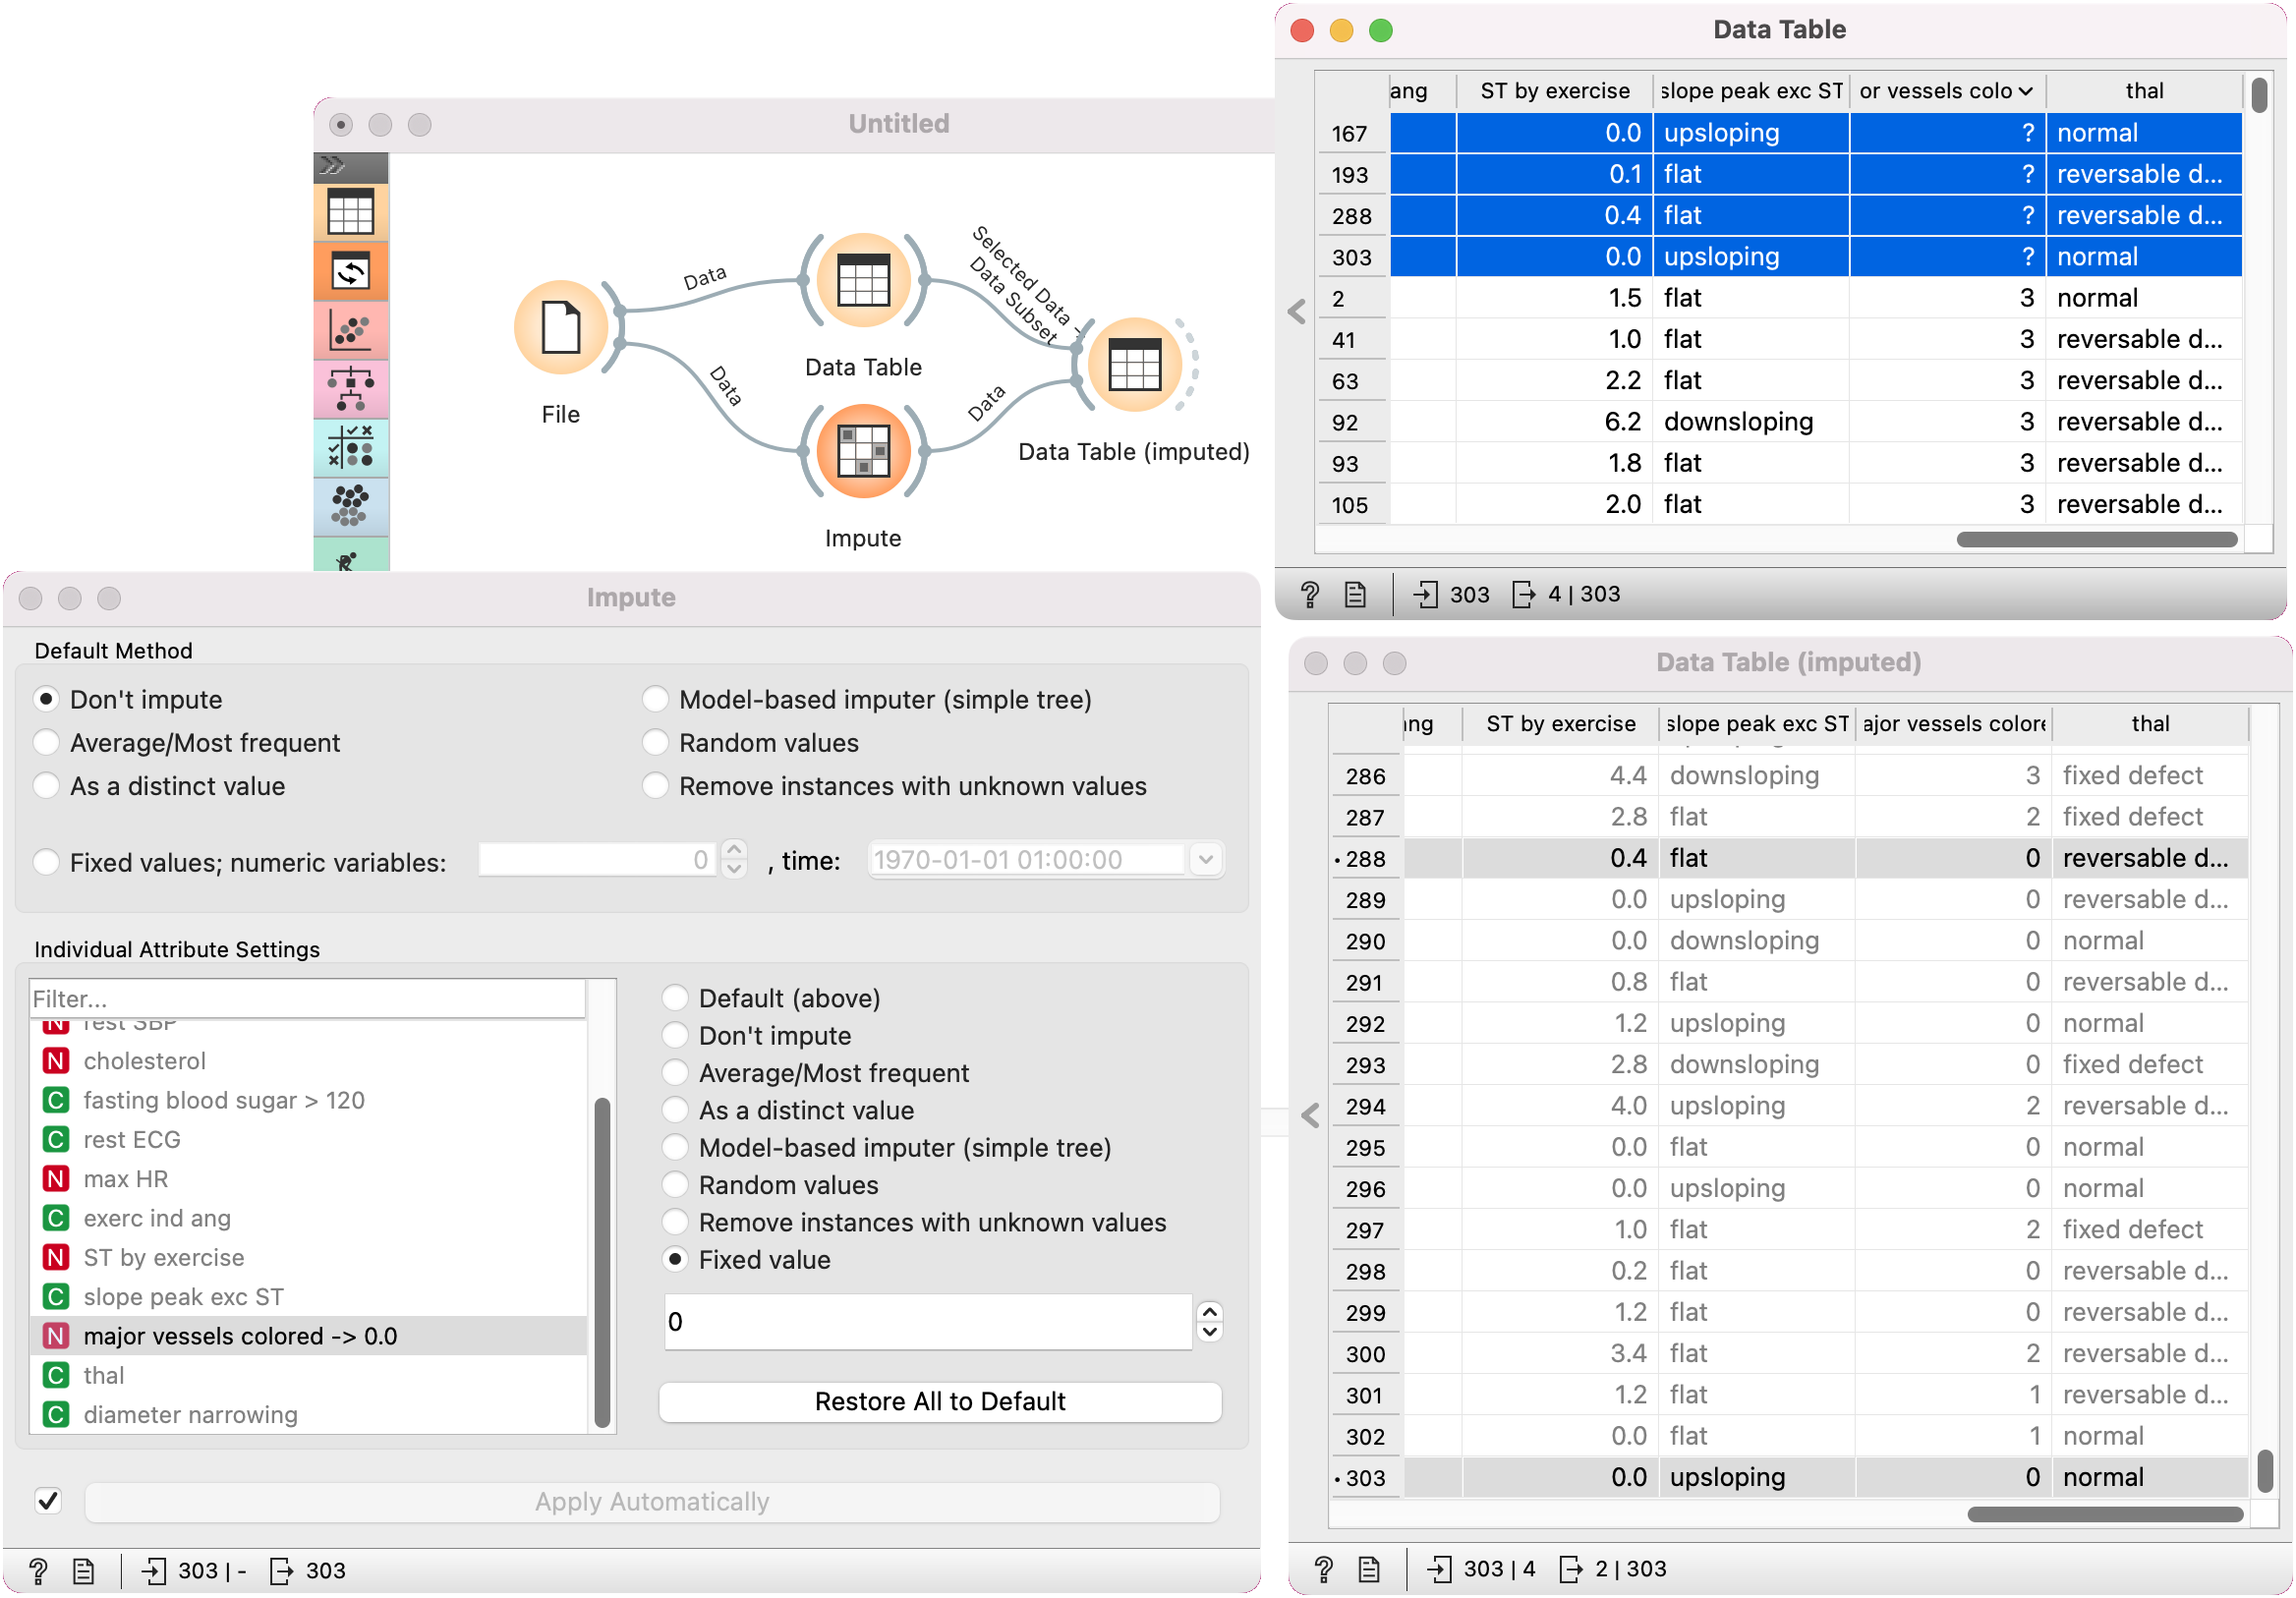 Untitled
Data
Data
Selected Data -
Data Subset
Data
File
Data Table
Impute
Data Table (imputed)
Data Table
ang ST by exercise slope peak exc ST or vessels colo thal
167 0.0 upsloping ? normal
193 0.1 flat ? reversable d...
288 0.4 flat ? reversable d...
303 0.0 upsloping ? normal
2 1.5 flat 3 normal
41 1.0 flat 3 reversable d...
63 2.2 flat 3 reversable d...
92 6.2 downsloping 3 reversable d...
93 1.8 flat 3 reversable d...
105 2.0 flat 3 reversable d...
? 303 4 | 303
Impute
Default Method
Don't impute
Average/Most frequent
As a distinct value
Model-based imputer (simple tree)
Random values
Remove instances with unknown values
Fixed values; numeric variables: 0 , time: 1970-01-01 01:00:00
Individual Attribute Settings
Filter...
N rest SBP
N cholesterol
C fasting blood sugar > 120
C rest ECG
N max HR
C exerc ind ang
N ST by exercise
C slope peak exc ST
N major vessels colored -> 0.0
C thal
C diameter narrowing
Default (above)
Don't impute
Average/Most frequent
As a distinct value
Model-based imputer (simple tree)
Random values
Remove instances with unknown values
Fixed value
0
Restore All to Default
Apply Automatically
? 303 | - 303
Data Table (imputed)
ng ST by exercise slope peak exc ST ajor vessels colore thal
286 4.4 downsloping 3 fixed defect
287 2.8 flat 2 fixed defect
• 288 0.4 flat 0 reversable d...
289 0.0 upsloping 0 reversable d...
290 0.0 downsloping 0 normal
291 0.8 flat 0 reversable d...
292 1.2 upsloping 0 normal
293 2.8 downsloping 0 fixed defect
294 4.0 upsloping 2 reversable d...
295 0.0 flat 0 normal
296 0.0 upsloping 0 normal
297 1.0 flat 2 fixed defect
298 0.2 flat 0 reversable d...
299 1.2 flat 0 reversable d...
300 3.4 flat 2 reversable d...
301 1.2 flat 1 reversable d...
302 0.0 flat 1 normal
• 303 0.0 upsloping 0 normal
? 303 | 4 2 | 303